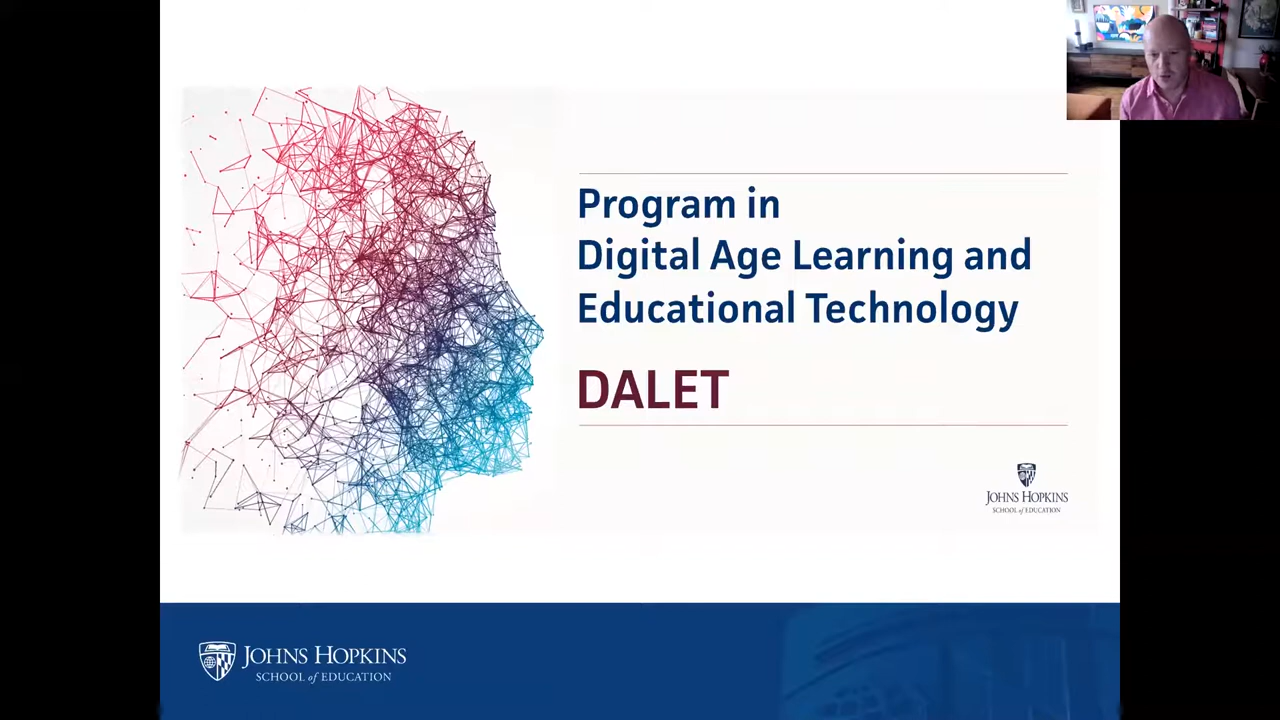 Program in
Digital Age Learning and
Educational Technology
DALET
JOHNS HOPKINS
SCHOOL of EDUCATION
JOHNS HOPKINS
SCHOOL of EDUCATION